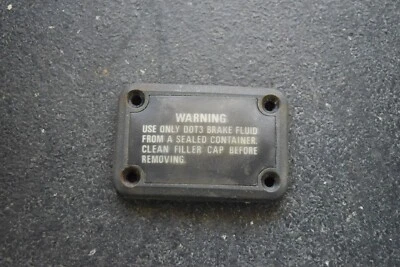 WARNING
USE ONLY DOT3 BRAKE FLUID
FROM A SEALED CONTAINER.
CLEAN FILLER CAP BEFORE
REMOVING.